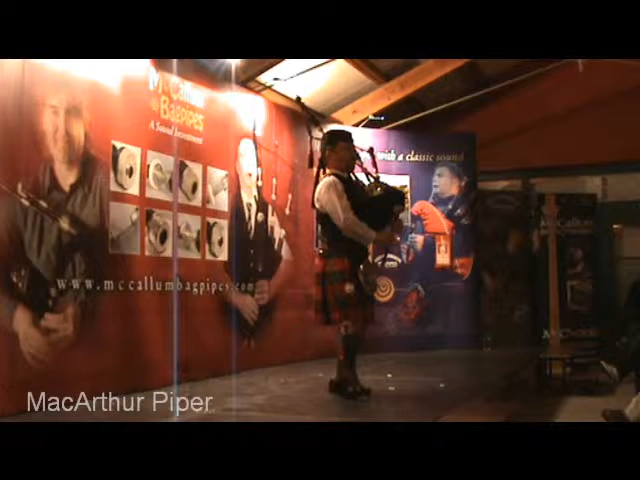 McCallum
Bagpipes
A Sound Investment
with a classic sound
www.mccallumbagpipes.com
MacArthur Piper